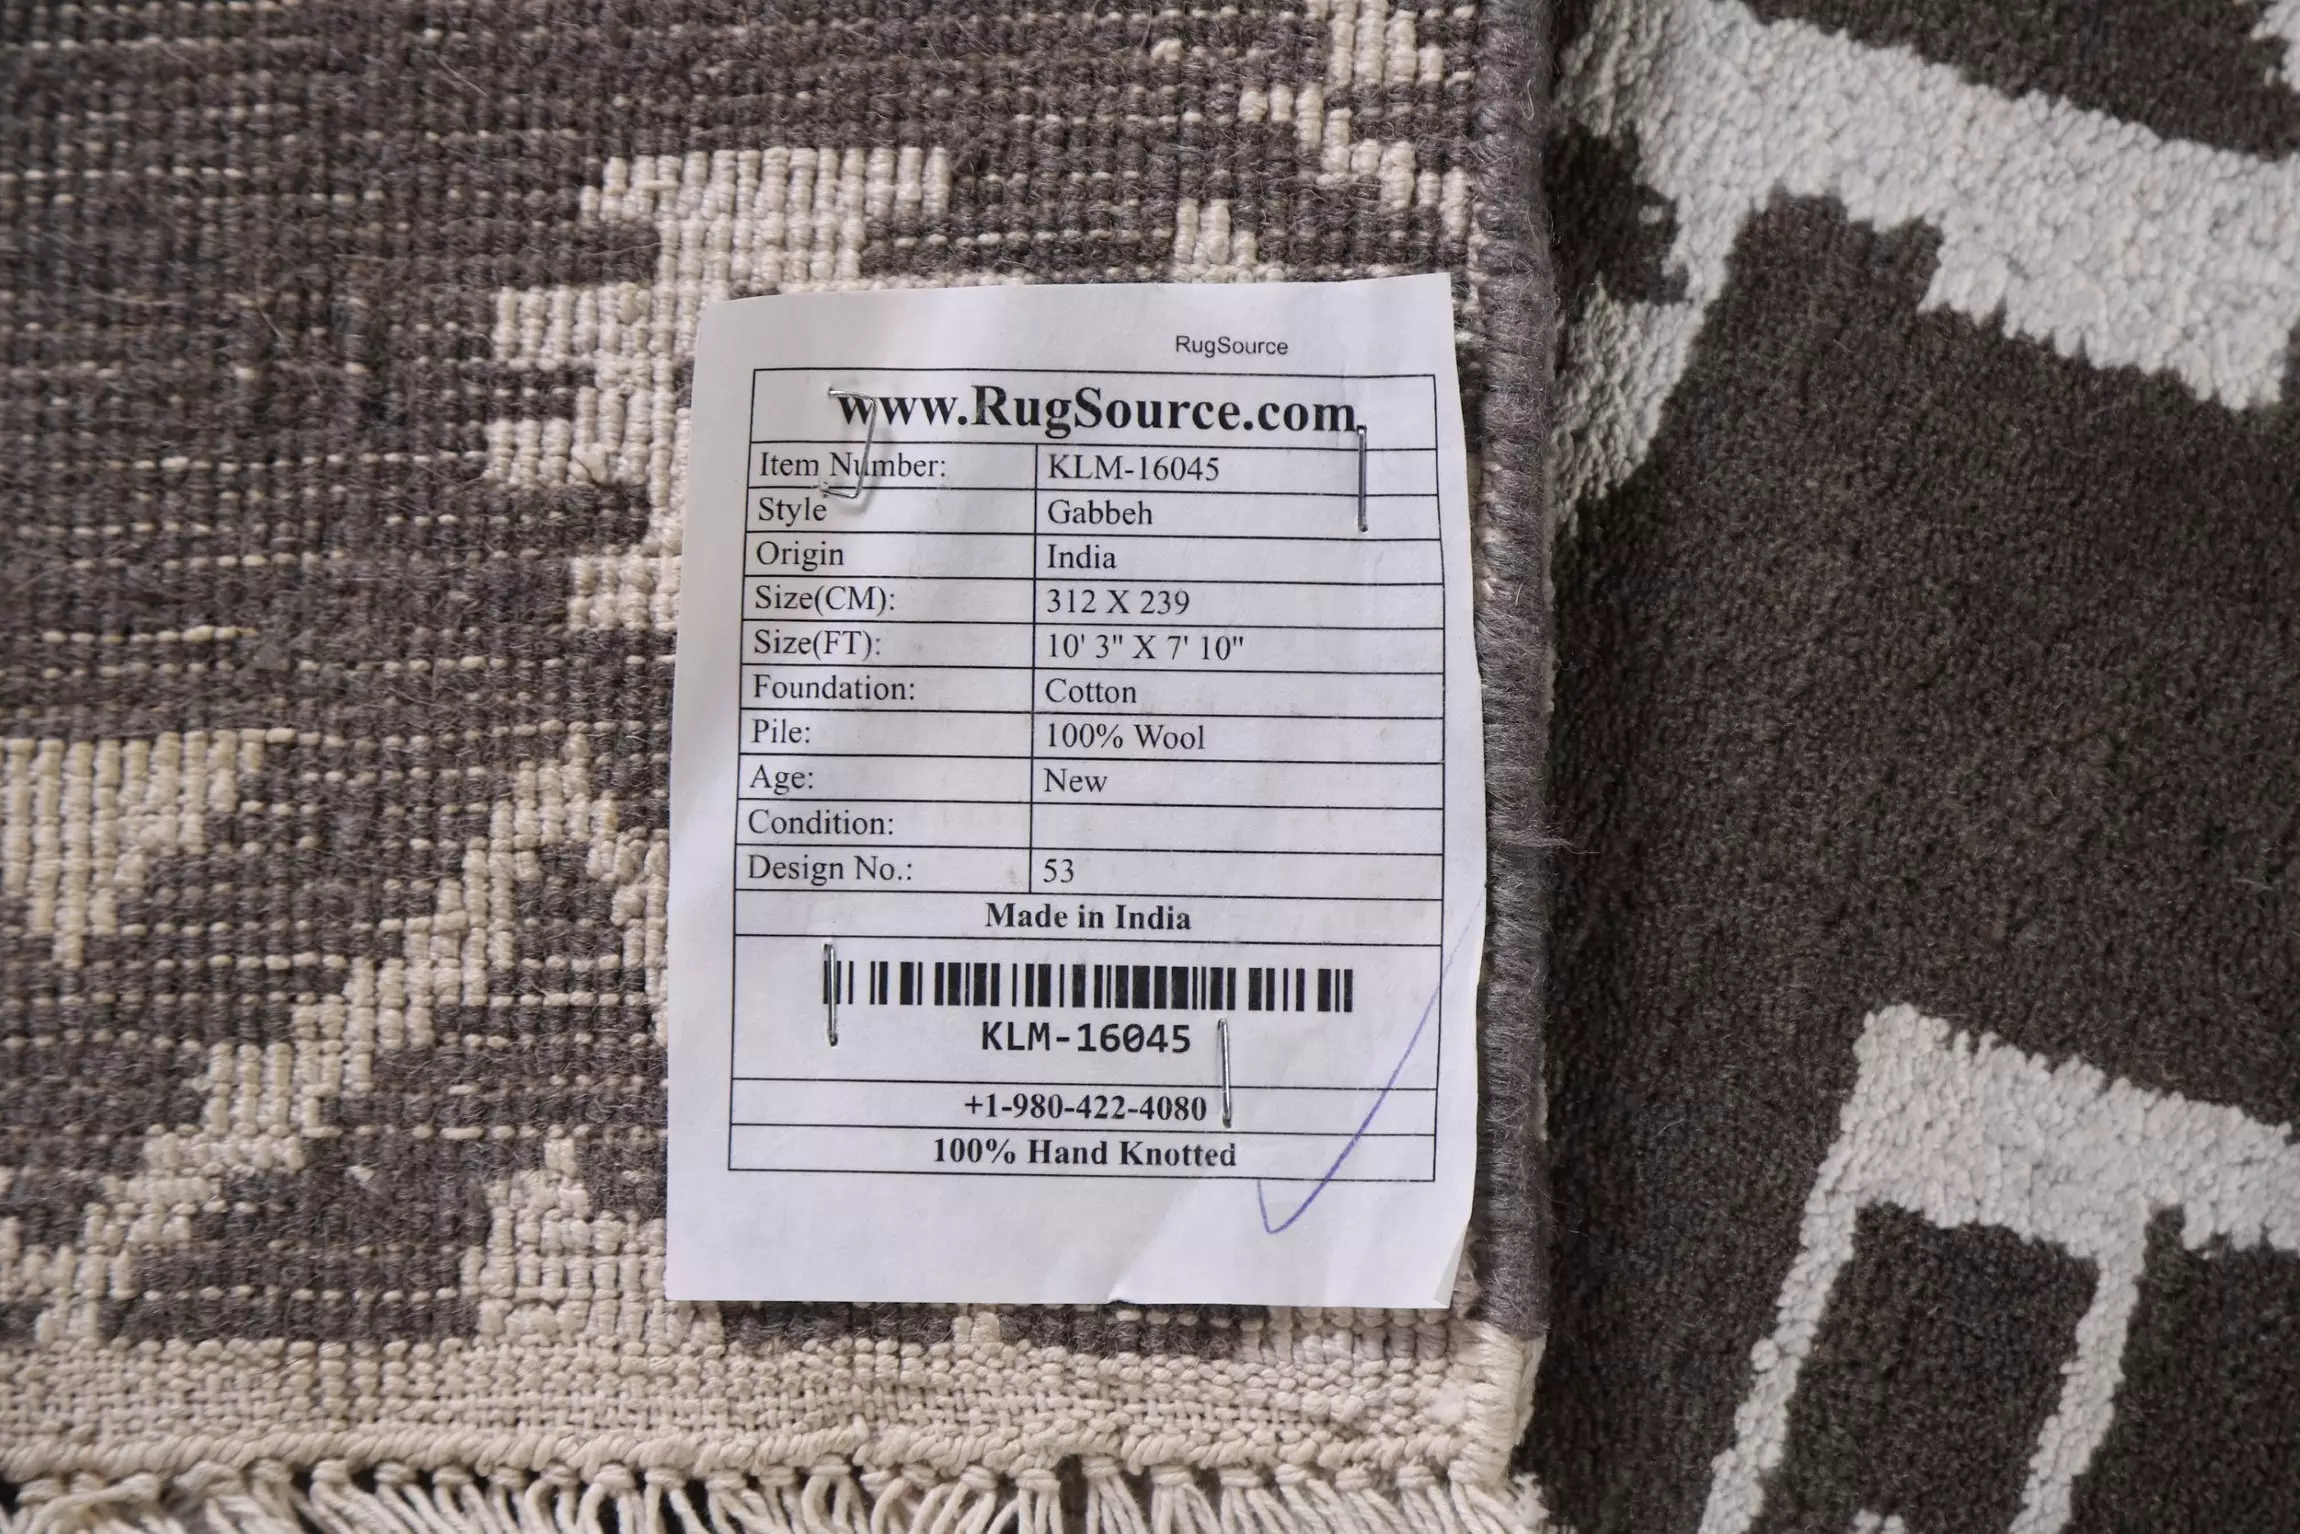 RugSource
www.RugSource.com
Item Number: KLM-16045
Style Gabbeh
Origin India
Size(CM): 312 X 239
Size(FT): 10' 3" X 7' 10"
Foundation: Cotton
Pile: 100% Wool
Age: New
Condition:
Design No.: 53
Made in India
KLM-16045
+1-980-422-4080
100% Hand Knotted